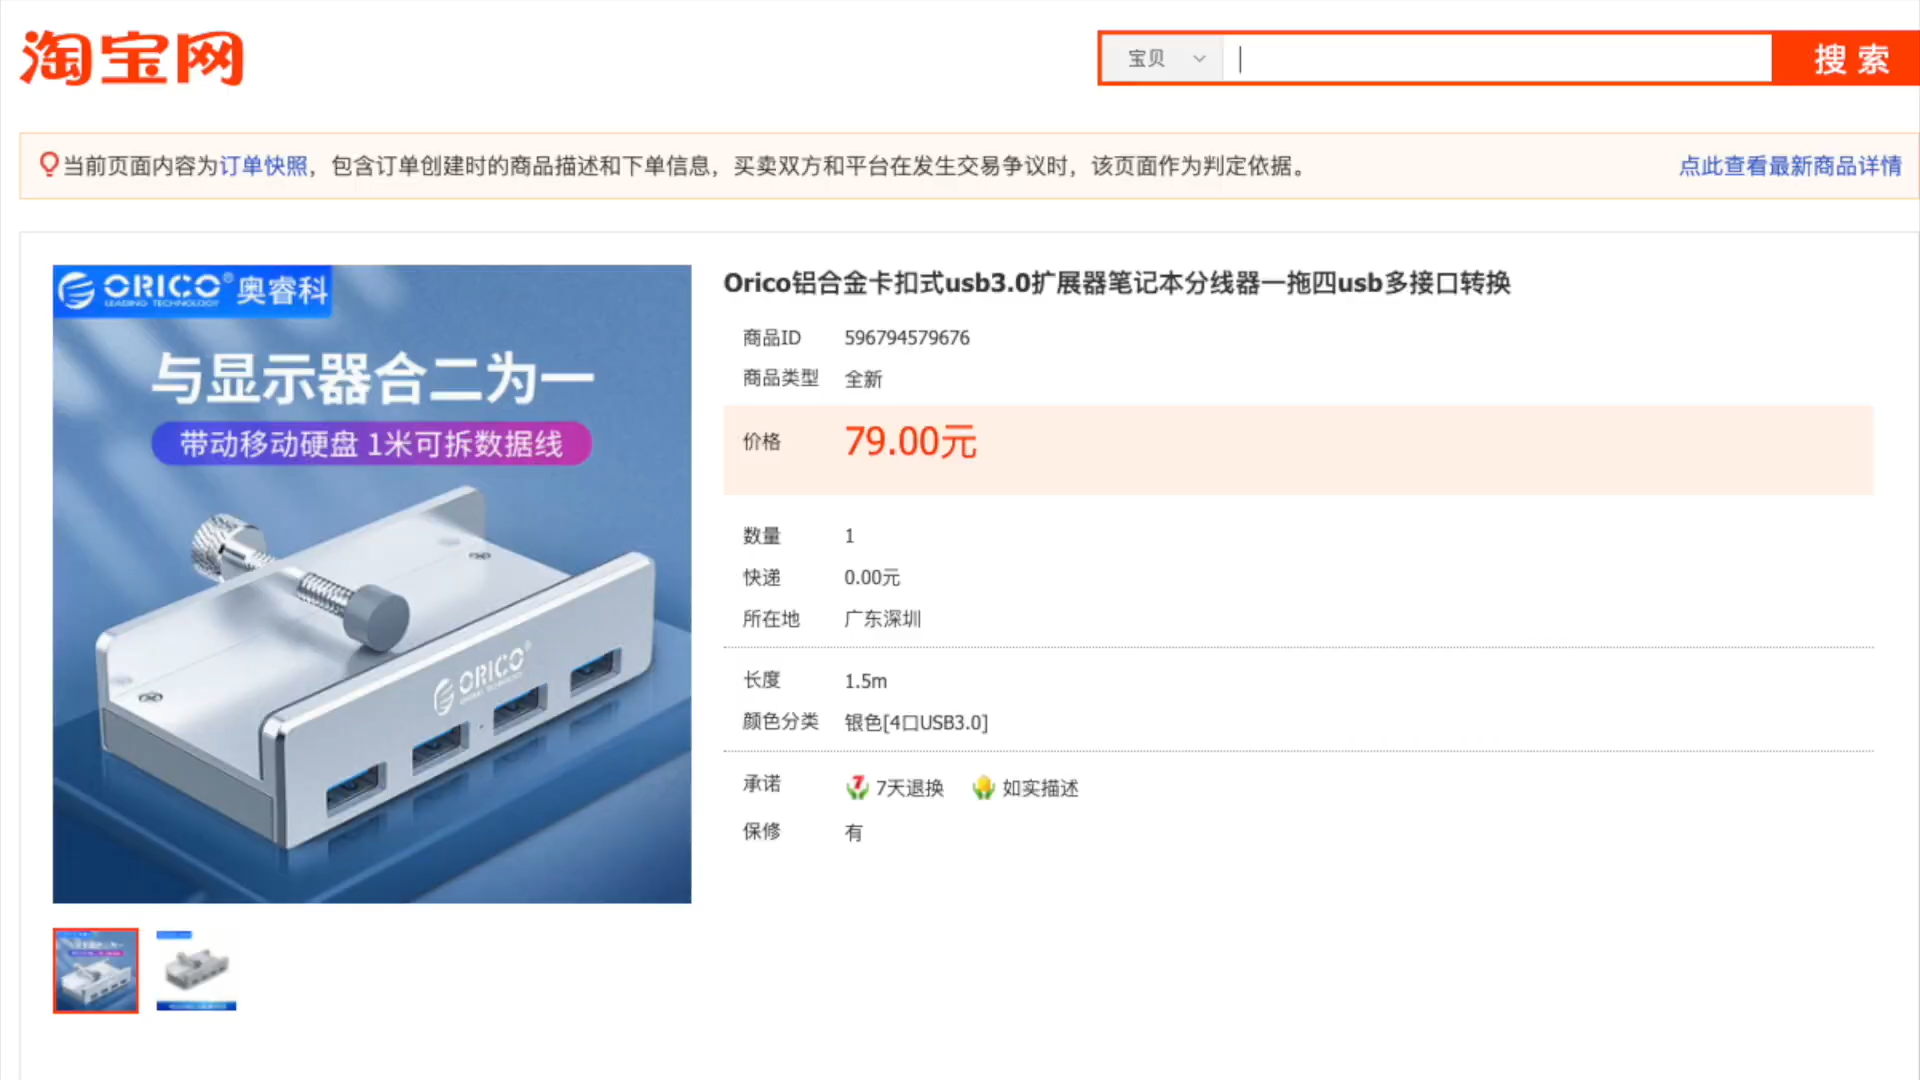 淘宝网
宝贝
搜 索
当前页面内容为订单快照，包含订单创建时的商品描述和下单信息，买卖双方和平台在发生交易争议时，该页面作为判定依据。
点此查看最新商品详情
ORICO® 奥睿科
LEADING TECHNOLOGY
与显示器合二为一
带动移动硬盘 1米可拆数据线
ORICO®
Orico铝合金卡扣式usb3.0扩展器笔记本分线器一拖四usb多接口转换
商品ID 596794579676
商品类型 全新
价格 79.00元
数量 1
快递 0.00元
所在地 广东深圳
长度 1.5m
颜色分类 银色[4口USB3.0]
承诺 7天退换 如实描述
保修 有